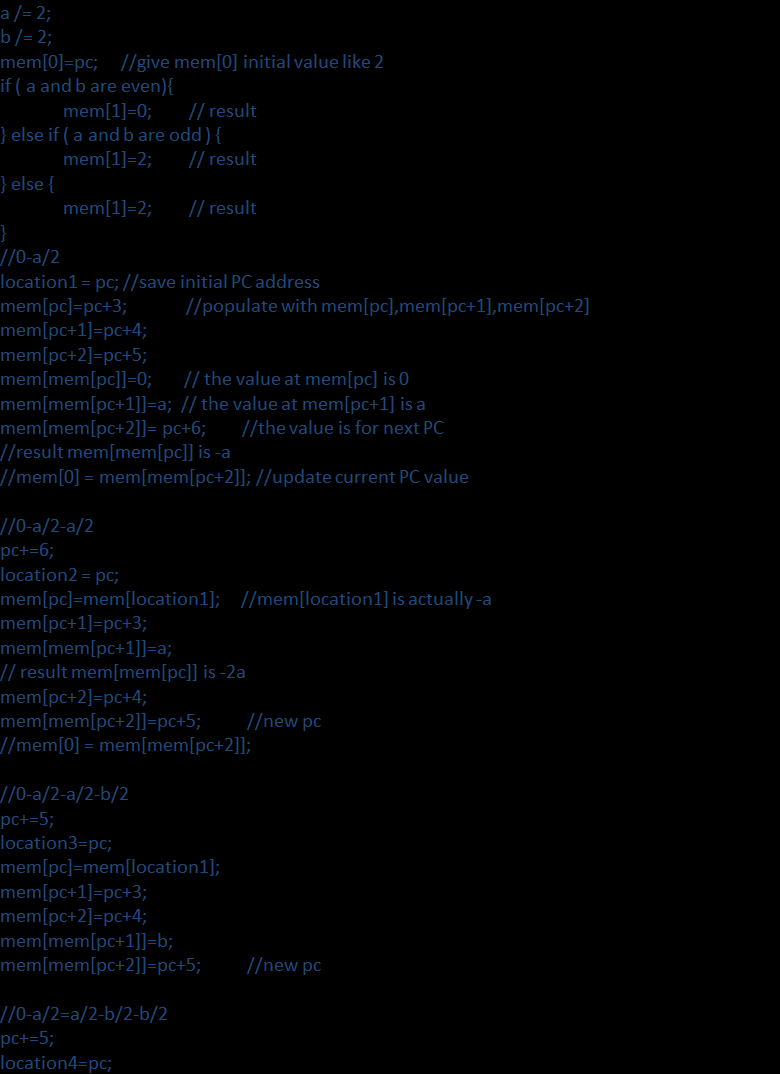 a /= 2;
b /= 2;
mem[0]=pc; //give mem[0] initial value like 2
if ( a and b are even){
mem[1]=0; // result
} else if ( a and b are odd ) {
mem[1]=2; // result
} else {
mem[1]=2; // result
}
//0-a/2
location1 = pc; //save initial PC address
mem[pc]=pc+3; //populate with mem[pc],mem[pc+1],mem[pc+2]
mem[pc+1]=pc+4;
mem[pc+2]=pc+5;
mem[mem[pc]]=0; // the value at mem[pc] is 0
mem[mem[pc+1]]=a; // the value at mem[pc+1] is a
mem[mem[pc+2]]= pc+6; //the value is for next PC
//result mem[mem[pc]] is -a
//mem[0] = mem[mem[pc+2]]; //update current PC value
//0-a/2-a/2
pc+=6;
location2 = pc;
mem[pc]=mem[location1]; //mem[location1] is actually -a
mem[pc+1]=pc+3;
mem[mem[pc+1]]=a;
// result mem[mem[pc]] is -2a
mem[pc+2]=pc+4;
mem[mem[pc+2]]=pc+5; //new pc
//mem[0] = mem[mem[pc+2]];
//0-a/2-a/2-b/2
pc+=5;
location3=pc;
mem[pc]=mem[location1];
mem[pc+1]=pc+3;
mem[pc+2]=pc+4;
mem[mem[pc+1]]=b;
mem[mem[pc+2]]=pc+5; //new pc
//0-a/2=a/2-b/2-b/2
pc+=5;
location4=pc;